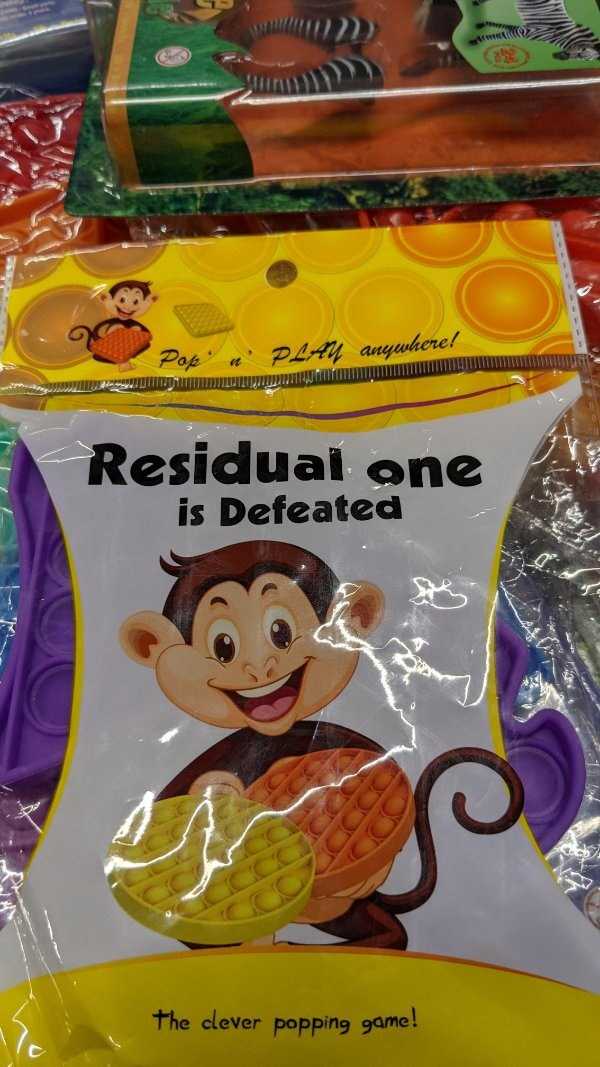 Pop' n' PLAY anywhere!
Residual one
is Defeated
The clever popping game!